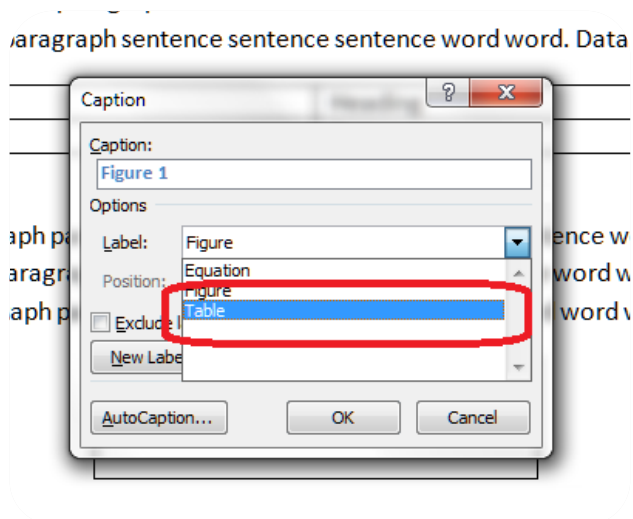 paragraph sentence sentence sentence word word. Data
Caption
Heading
Caption:
Figure 1
Options
aph pa
ence w
Label:
Figure
Equation
Figure
Table
aragra
word w
Position:
aph p
word
Exclude l
New Labe
AutoCaption...
OK
Cancel